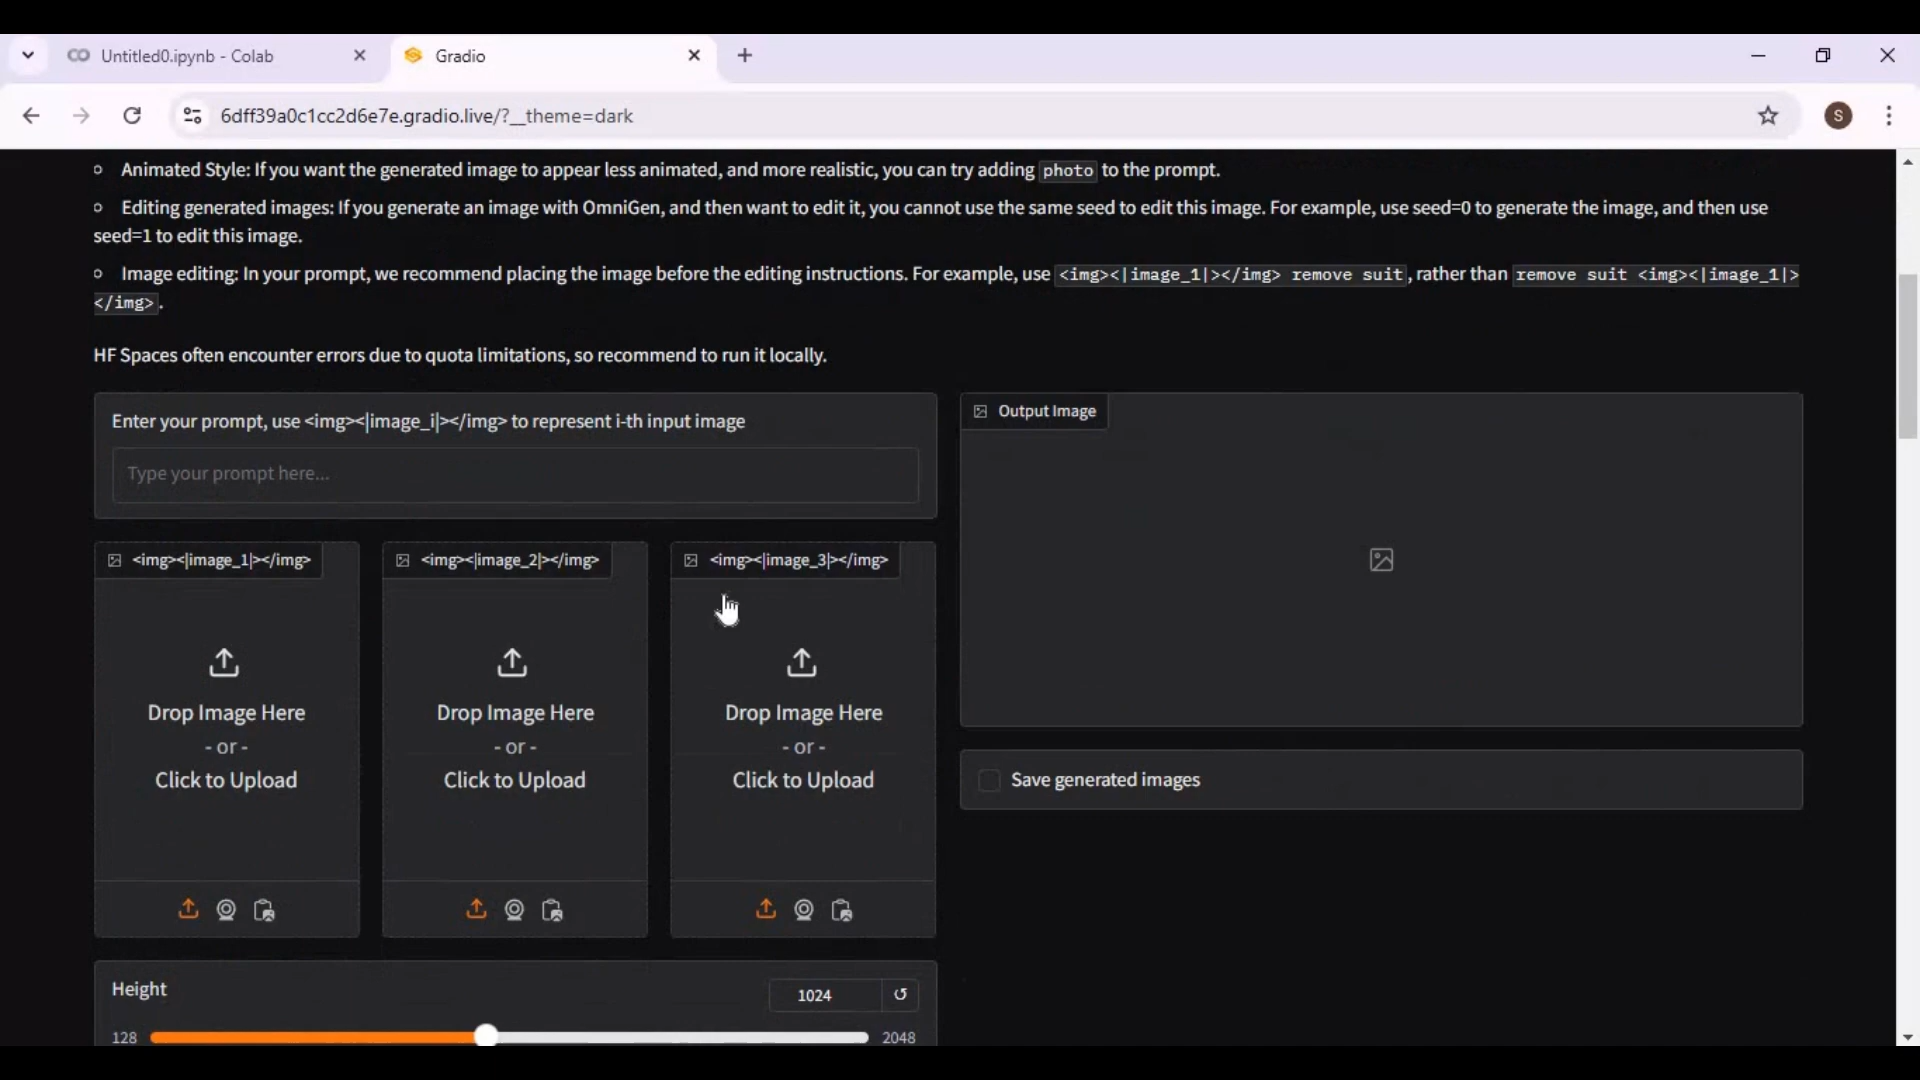 Untitled0.ipynb - Colab
Gradio
6dff39a0c1cc2d6e7e.gradio.live/?__theme=dark
S
Animated Style: If you want the generated image to appear less animated, and more realistic, you can try adding photo to the prompt.
Editing generated images: If you generate an image with OmniGen, and then want to edit it, you cannot use the same seed to edit this image. For example, use seed=0 to generate the image, and then use
seed=1 to edit this image.
Image editing: In your prompt, we recommend placing the image before the editing instructions. For example, use <img><|image_1|></img> remove suit, rather than remove suit <img><|image_1|>
</img>.
HF Spaces often encounter errors due to quota limitations, so recommend to run it locally.
Enter your prompt, use <img><|image_i|></img> to represent i-th input image
Type your prompt here...
<img><|image_1|></img>
Drop Image Here
- or -
Click to Upload
<img><|image_2|></img>
Drop Image Here
- or -
Click to Upload
<img><|image_3|></img>
Drop Image Here
- or -
Click to Upload
Height
1024
128
2048
Output Image
Save generated images